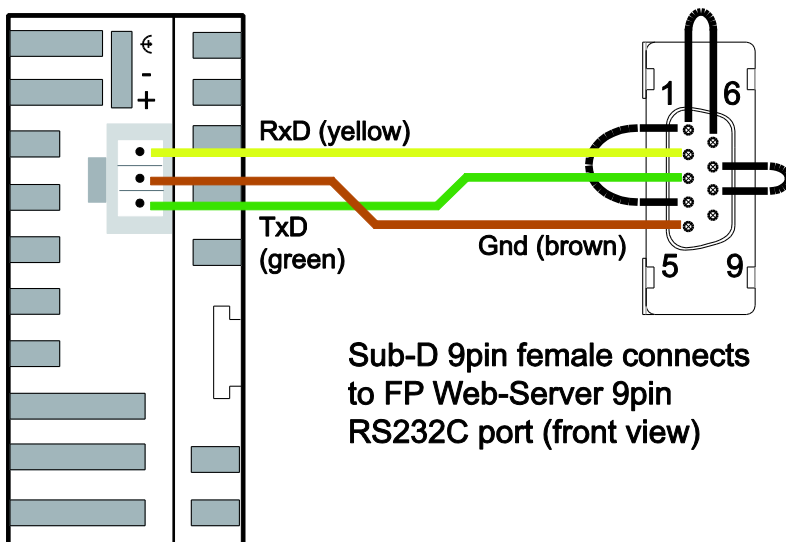 -
+
RxD (yellow)
TxD
(green)
Gnd (brown)
1 6
5 9
Sub-D 9pin female connects
to FP Web-Server 9pin
RS232C port (front view)